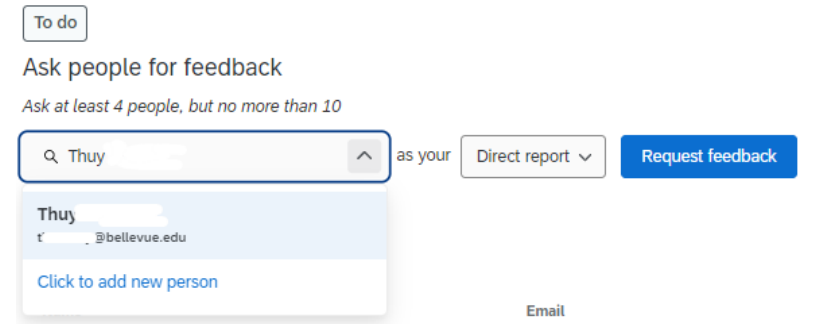 To do
Ask people for feedback
Ask at least 4 people, but no more than 10
Thuy as your Direct report Request feedback
Thuy
@bellevue.edu
Click to add new person
Email